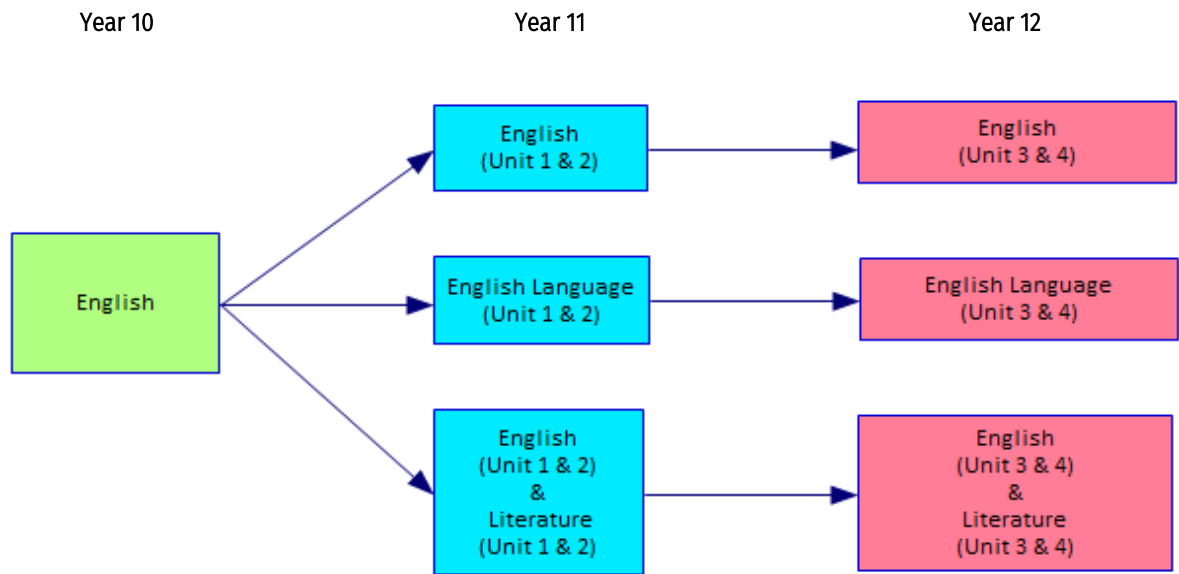 Year 10
Year 11
Year 12
English
English
(Unit 1 & 2)
English
(Unit 3 & 4)
English Language
(Unit 1 & 2)
English Language
(Unit 3 & 4)
English
(Unit 1 & 2)
&
Literature
(Unit 1 & 2)
English
(Unit 3 & 4)
&
Literature
(Unit 3 & 4)